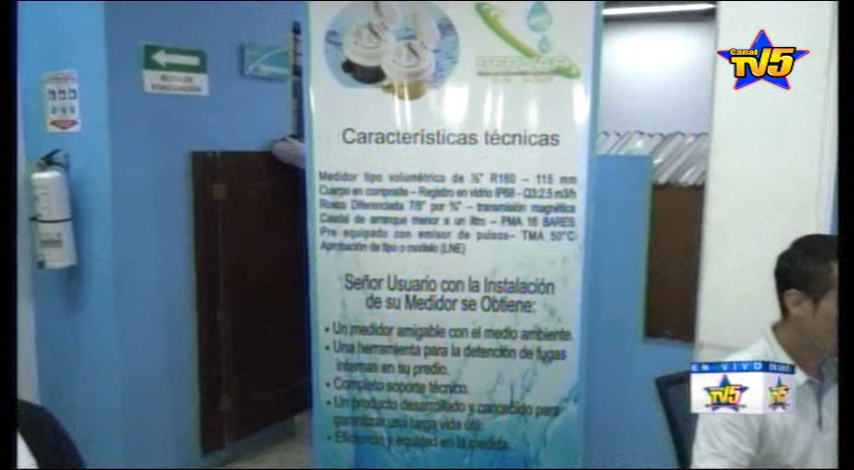 Canal
TV5
RUTA DE
EVACUACIÓN
Características técnicas
Medidor tipo volumétrico de ½" R160 – 115 mm
Cuerpo en composite – Registro en vidrio IP68 – Q3:2.5 m3/h
Rosca Diferenciada 7/8" por ¾" – transmisión magnética
Caudal de arranque menor a un litro – PMA 16 BARES
Pre equipado con emisor de pulsos– TMA 50°C
Aprobación de tipo o modelo (LNE)
Señor Usuario con la Instalación
de su Medidor se Obtiene:
• Un medidor amigable con el medio ambiente.
• Una herramienta para la detención de fugas
internas en su predio.
• Completo soporte técnico.
• Un producto desarrollado y concebido para
garantizar una larga vida útil.
• Eficiencia y equidad en la medida.
EN VIVO
TV5